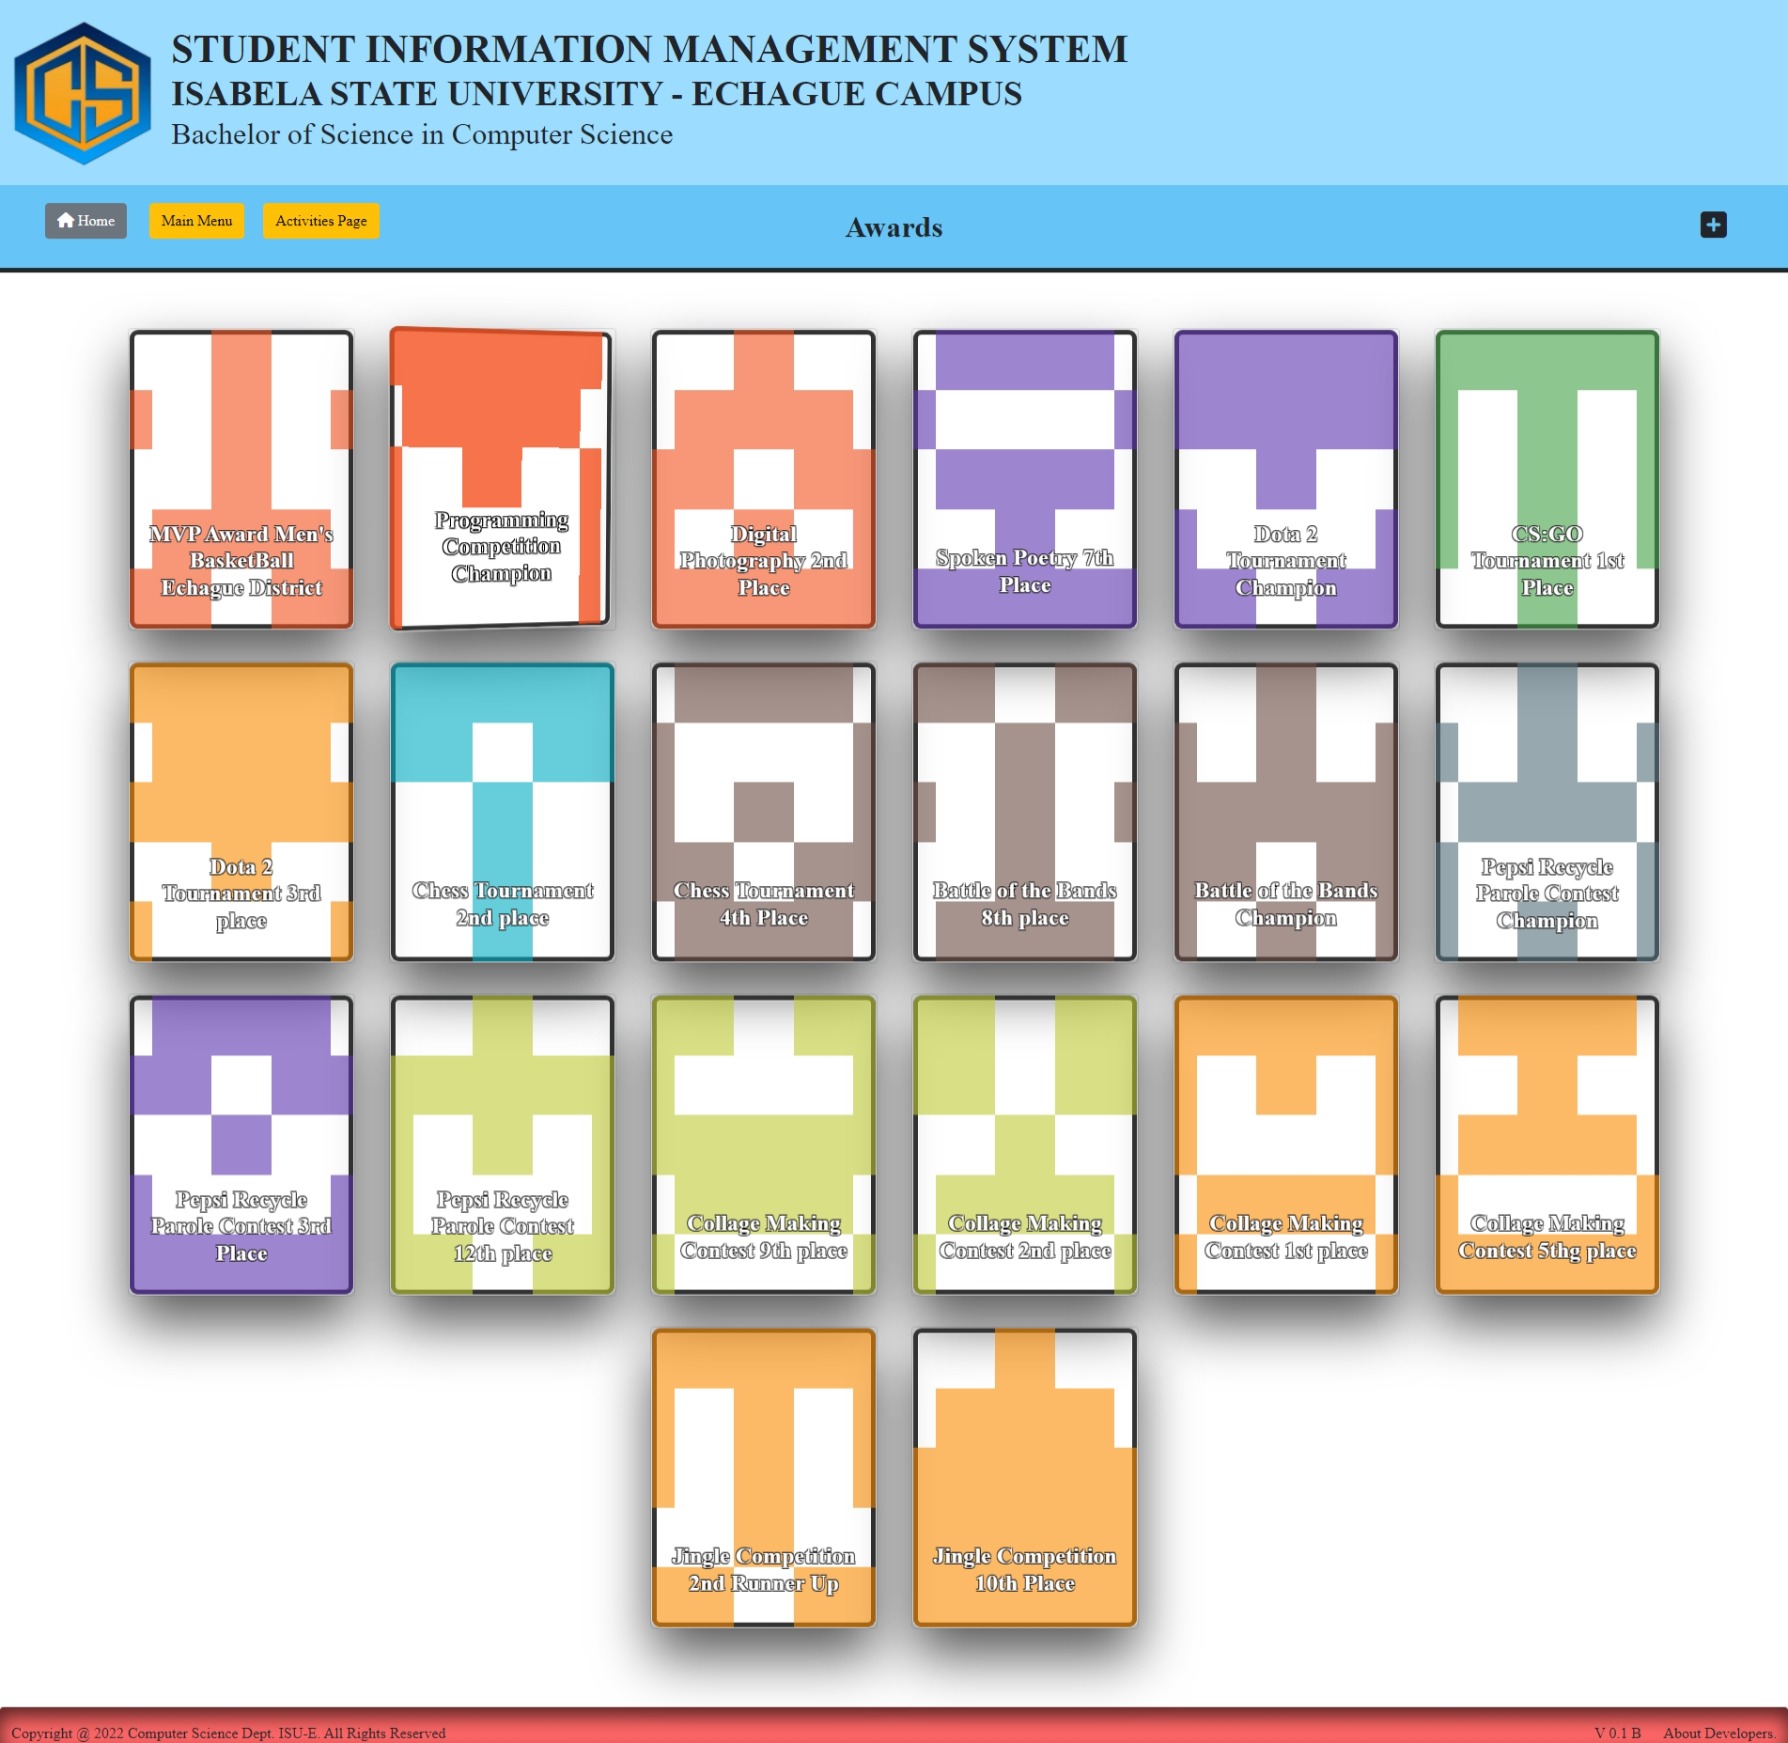 CS
STUDENT INFORMATION MANAGEMENT SYSTEM
ISABELA STATE UNIVERSITY - ECHAGUE CAMPUS
Bachelor of Science in Computer Science
Home
Main Menu
Activities Page
Awards
MVP Award Men's
BasketBall
Echague District
Programming
Competition
Champion
Digital
Photography 2nd
Place
Spoken Poetry 7th
Place
Dota 2
Tournament
Champion
CS:GO
Tournament 1st
Place
Dota 2
Tournament 3rd
place
Chess Tournament
2nd place
Chess Tournament
4th Place
Battle of the Bands
8th place
Battle of the Bands
Champion
Pepsi Recycle
Parole Contest
Champion
Pepsi Recycle
Parole Contest 3rd
Place
Pepsi Recycle
Parole Contest
12th place
Collage Making
Contest 9th place
Collage Making
Contest 2nd place
Collage Making
Contest 1st place
Collage Making
Contest 5thg place
Jingle Competition
2nd Runner Up
Jingle Competition
10th Place
Copyright @ 2022 Computer Science Dept. ISU-E. All Rights Reserved
V 0.1 B
About Developers.